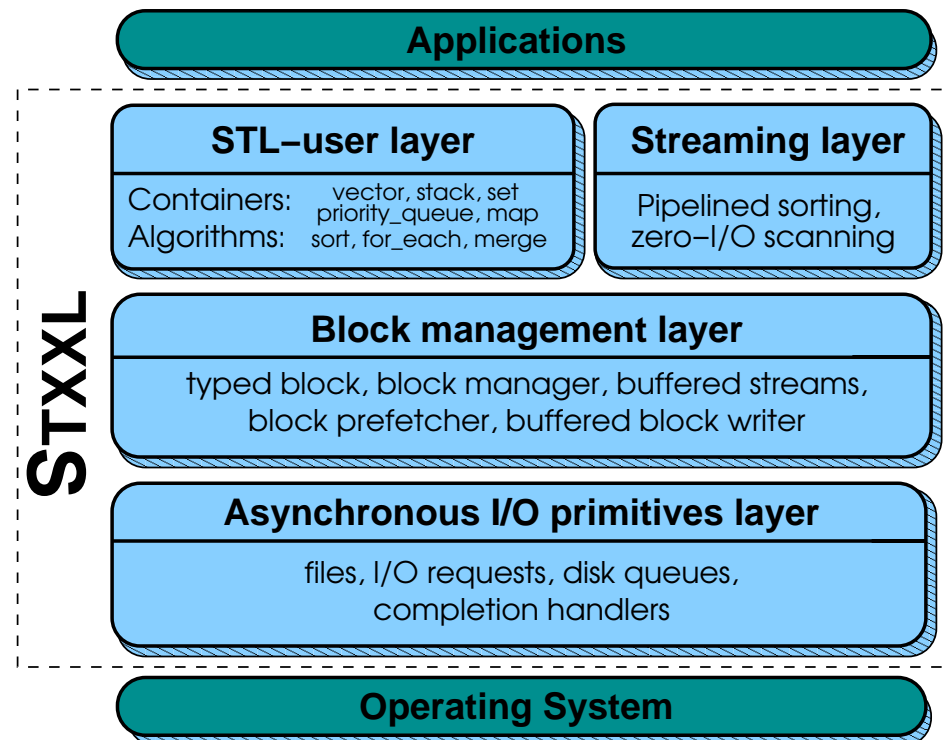 Applications
STXXL
STL–user layer
Containers: vector, stack, set
priority_queue, map
Algorithms: sort, for_each, merge
Streaming layer
Pipelined sorting,
zero–I/O scanning
Block management layer
typed block, block manager, buffered streams,
block prefetcher, buffered block writer
Asynchronous I/O primitives layer
files, I/O requests, disk queues,
completion handlers
Operating System